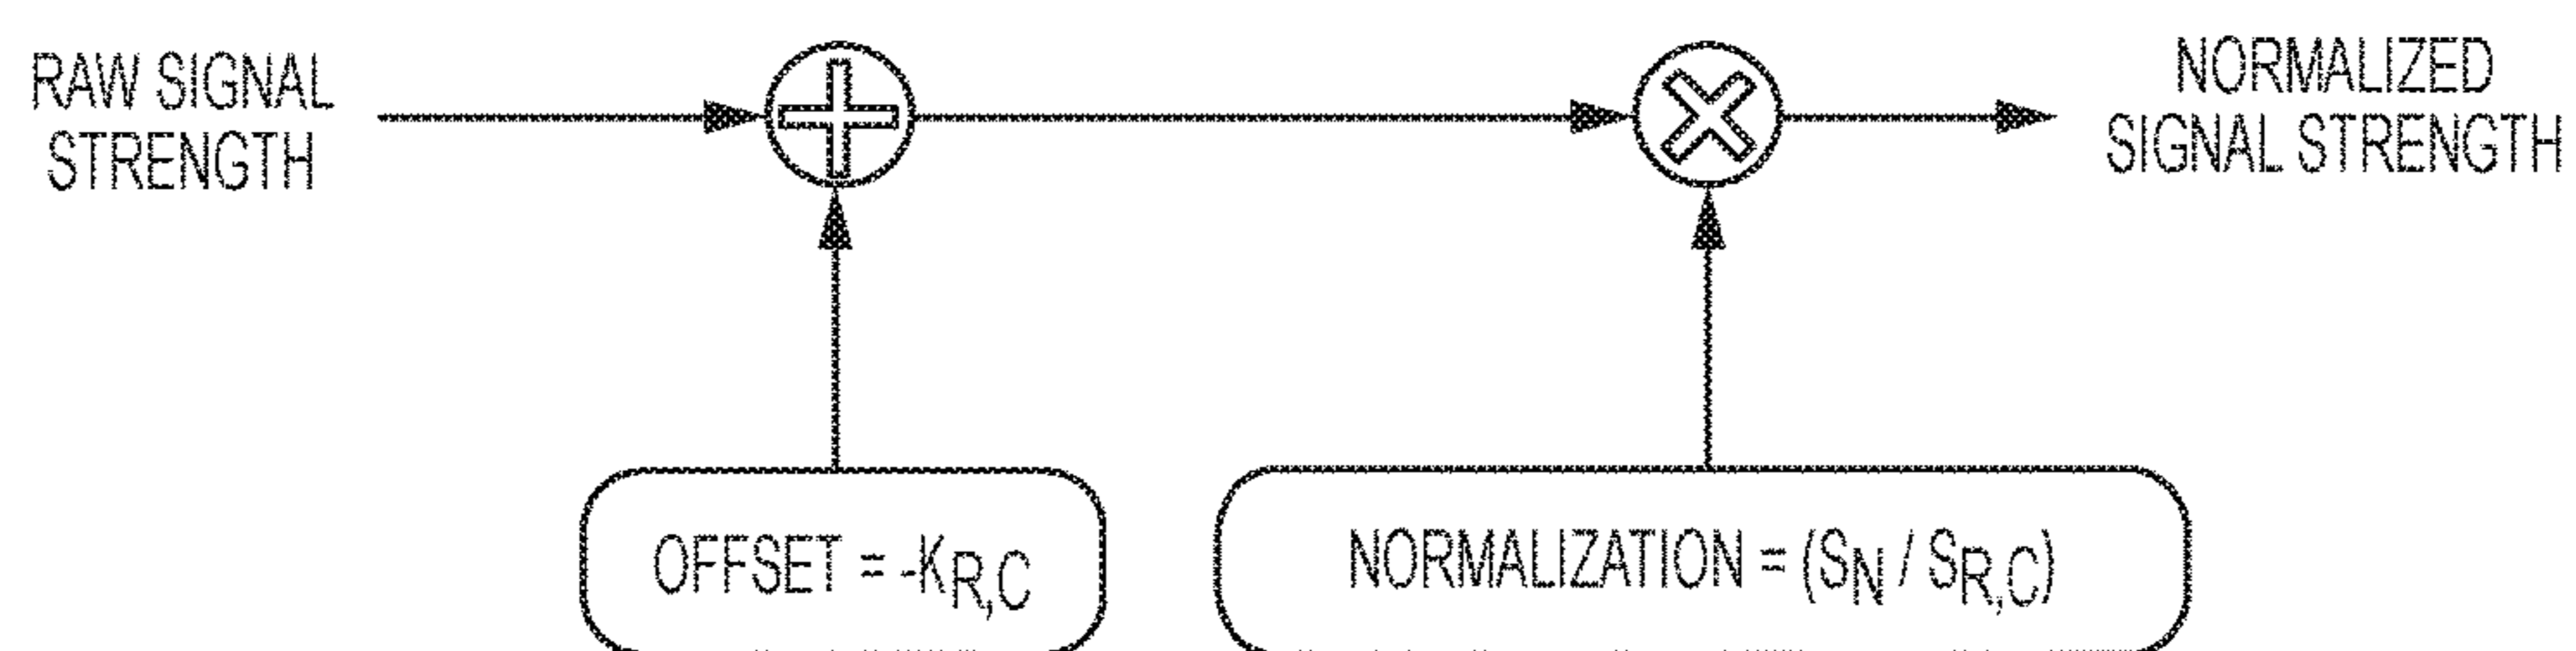 RAW SIGNAL
STRENGTH
NORMALIZED
SIGNAL STRENGTH
OFFSET = -KR,C
NORMALIZATION = (SN / SR,C)